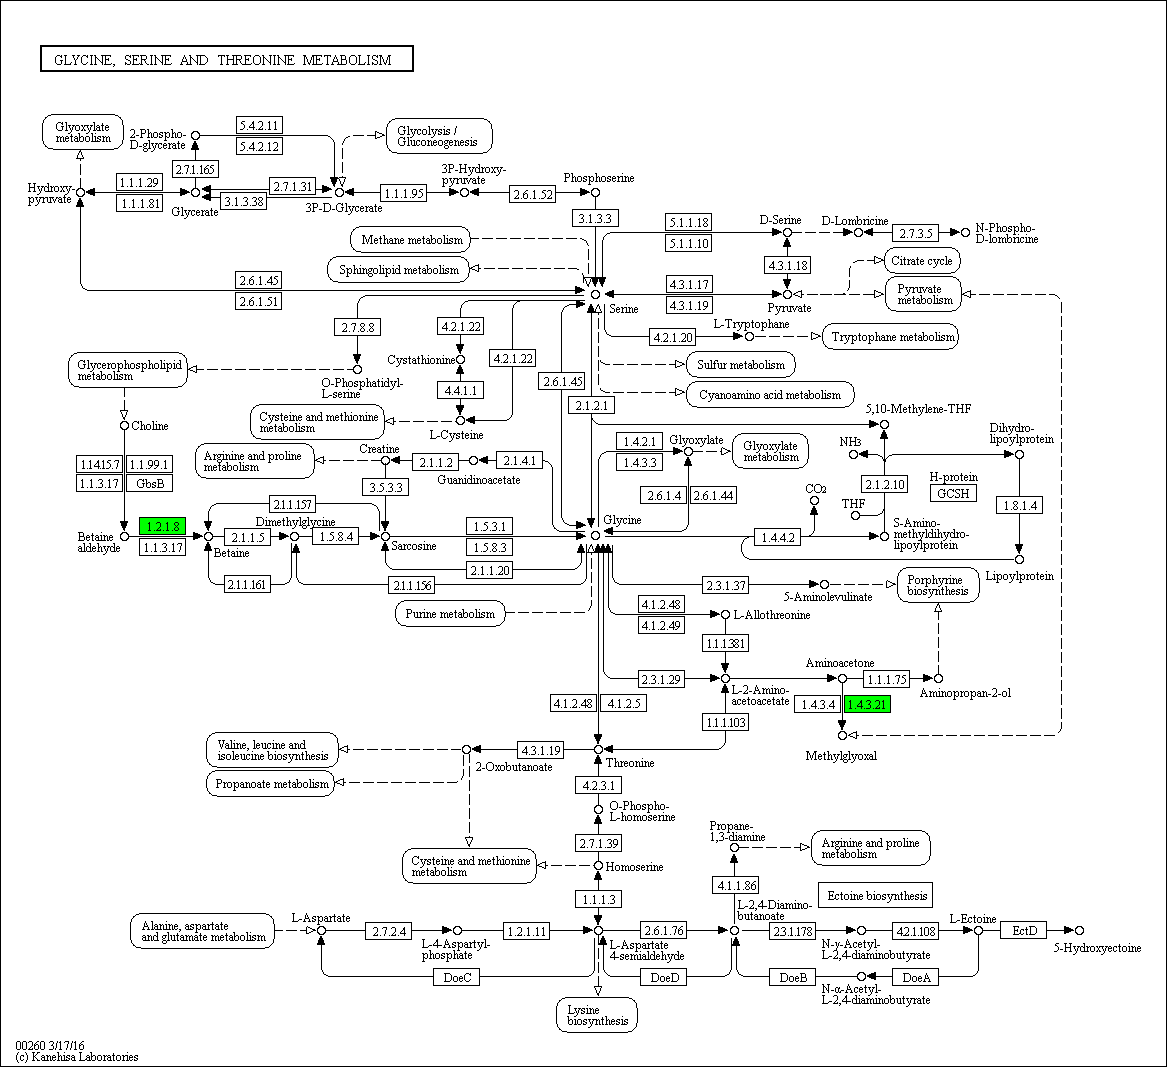 GLYCINE, SERINE AND THREONINE METABOLISM
Glyoxylate
metabolism
2-Phospho-
D-glycerate
5.4.2.11
5.4.2.12
Glycolysis /
Gluconeogenesis
2.7.1.165
Hydroxy-
pyruvate
1.1.1.29
1.1.1.81
Glycerate
2.7.1.31
3.1.3.38
3P-D-Glycerate
1.1.1.95
3P-Hydroxy-
pyruvate
2.6.1.52
Phosphoserine
3.1.3.3
Methane metabolism
Sphingolipid metabolism
5.1.1.18
5.1.1.10
D-Serine
D-Lombricine
2.7.3.5
N-Phospho-
D-lombricine
4.3.1.18
Citrate cycle
2.6.1.45
2.6.1.51
Serine
4.3.1.17
4.3.1.19
Pyruvate
Pyruvate
metabolism
2.7.8.8
4.2.1.22
4.2.1.22
4.2.1.20
L-Tryptophane
Tryptophane metabolism
Glycerophospholipid
metabolism
O-Phosphatidyl-
L-serine
Cystathionine
4.4.1.1
2.6.1.45
2.1.2.1
Sulfur metabolism
Cyanoamino acid metabolism
Choline
Cysteine and methionine
metabolism
L-Cysteine
5,10-Methylene-THF
Arginine and proline
metabolism
Creatine
2.1.1.2
Guanidinoacetate
2.1.4.1
1.4.2.1
1.4.3.3
Glyoxylate
Glyoxylate
metabolism
NH3
Dihydro-
lipoylprotein
1.14.15.7
1.1.99.1
1.1.3.17
GbsB
3.5.3.3
2.6.1.4
2.6.1.44
2.1.2.10
H-protein
GCSH
CO2
THF
1.8.1.4
2.1.1.157
Dimethylglycine
1.2.1.8
1.1.3.17
Betaine
aldehyde
2.1.1.5
Betaine
1.5.8.4
Sarcosine
1.5.3.1
1.5.8.3
2.1.1.20
Glycine
1.4.4.2
S-Amino-
methyldihydro-
lipoylprotein
Lipoylprotein
2.1.1.161
2.1.1.156
Purine metabolism
2.3.1.37
5-Aminolevulinate
Porphyrine
biosynthesis
4.1.2.48
4.1.2.49
L-Allothreonine
1.1.1.381
2.3.1.29
L-2-Amino-
acetoacetate
Aminoacetone
1.1.1.75
Aminopropan-2-ol
4.1.2.48
4.1.2.5
1.1.1.103
1.4.3.4
1.4.3.21
Methylglyoxal
Valine, leucine and
isoleucine biosynthesis
2-Oxobutanoate
4.3.1.19
Threonine
Propanoate metabolism
4.2.3.1
O-Phospho-
L-homoserine
2.7.1.39
Cysteine and methionine
metabolism
Homoserine
Propane-
1,3-diamine
Arginine and proline
metabolism
1.1.1.3
4.1.1.86
Ectoine biosynthesis
Alanine, aspartate
and glutamate metabolism
L-Aspartate
2.7.2.4
L-4-Aspartyl-
phosphate
1.2.1.11
L-Aspartate
4-semialdehyde
2.6.1.76
L-2,4-Diamino-
butanoate
2.3.1.178
N-γ-Acetyl-
L-2,4-diaminobutyrate
4.2.1.108
L-Ectoine
EctD
5-Hydroxyectoine
DoeC
DoeD
DoeB
DoeA
N-α-Acetyl-
L-2,4-diaminobutyrate
Lysine
biosynthesis
00260 3/17/16
(c) Kanehisa Laboratories